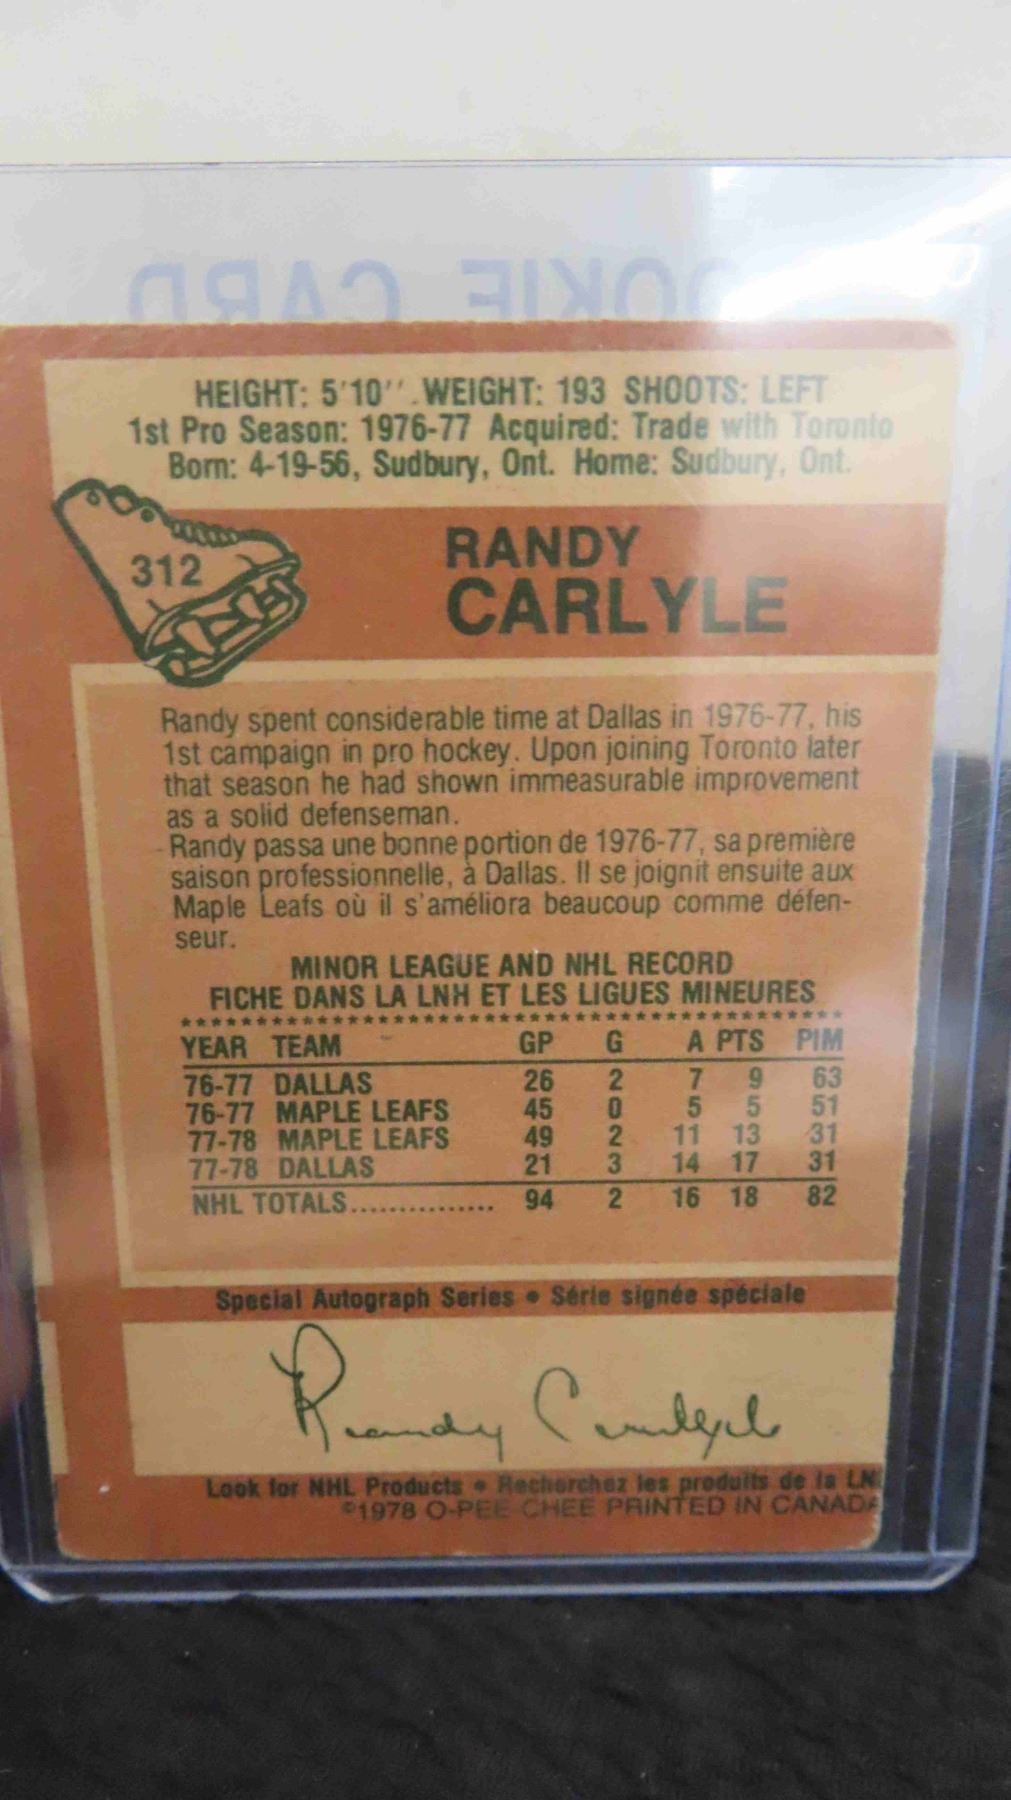 ROOKIE CARD
HEIGHT: 5'10'' WEIGHT: 193 SHOOTS: LEFT
1st Pro Season: 1976-77 Acquired: Trade with Toronto
Born: 4-19-56, Sudbury, Ont. Home: Sudbury, Ont.
312
RANDY
CARLYLE
Randy spent considerable time at Dallas in 1976-77, his
1st campaign in pro hockey. Upon joining Toronto later
that season he had shown immeasurable improvement
as a solid defenseman.
Randy passa une bonne portion de 1976-77, sa première
saison professionnelle, à Dallas. Il se joignit ensuite aux
Maple Leafs où il s'améliora beaucoup comme défen-
seur.
MINOR LEAGUE AND NHL RECORD
FICHE DANS LA LNH ET LES LIGUES MINEURES
YEAR TEAM GP G A PTS PIM
76-77 DALLAS 26 2 7 9 63
76-77 MAPLE LEAFS 45 0 5 5 51
77-78 MAPLE LEAFS 49 2 11 13 31
77-78 DALLAS 21 3 14 17 31
NHL TOTALS................ 94 2 16 18 82
Special Autograph Series • Série signée spéciale
Randy Carlyle
Look for NHL Products • Recherchez les produits de la LN
©1978 O-PEE-CHEE PRINTED IN CANADA